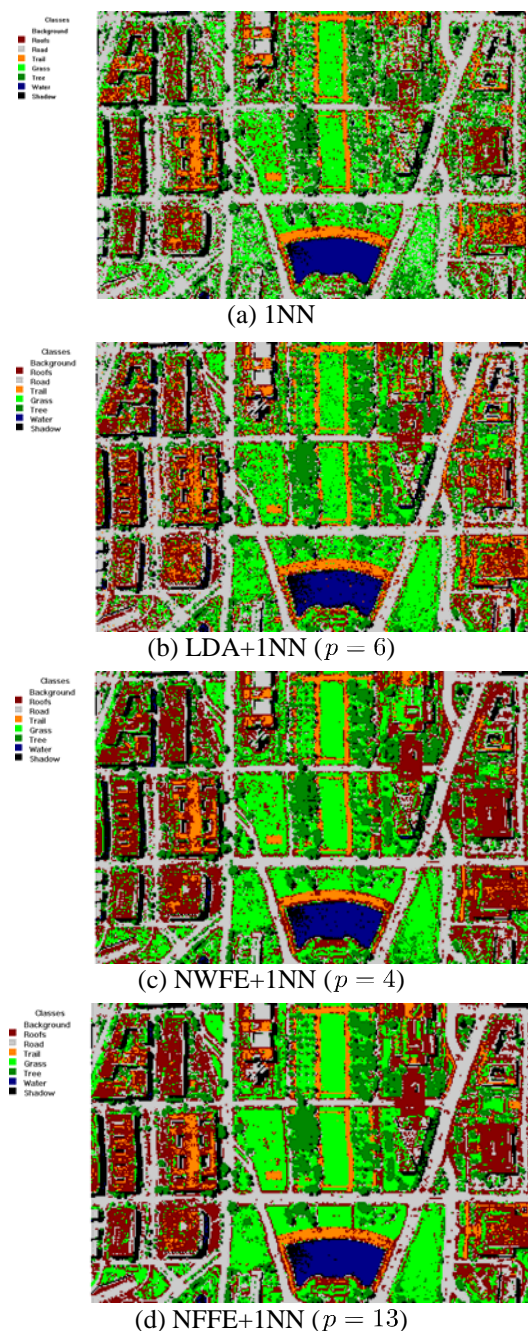 Classes
Background
Roofs
Road
Trail
Grass
Tree
Water
Shadow
(a) 1NN
Classes
Background
Roofs
Road
Trail
Grass
Tree
Water
Shadow
(b) LDA+1NN (p = 6)
Classes
Background
Roofs
Road
Trail
Grass
Tree
Water
Shadow
(c) NWFE+1NN (p = 4)
Classes
Background
Roofs
Road
Trail
Grass
Tree
Water
Shadow
(d) NFFE+1NN (p = 13)